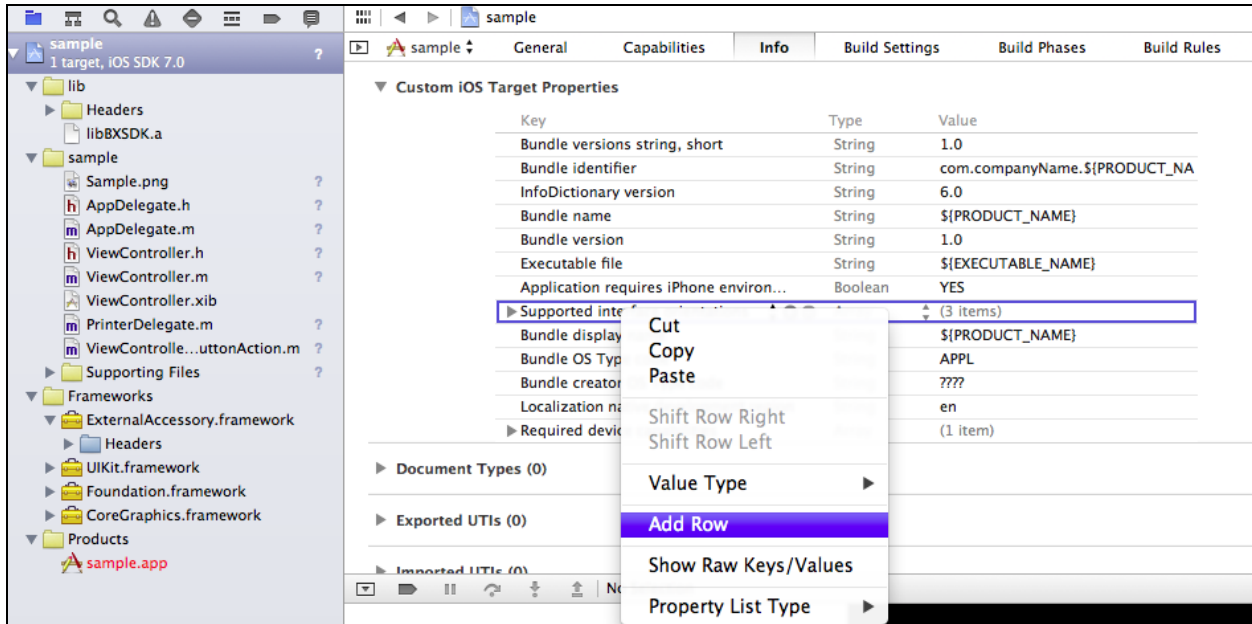 sample
sample
1 target, iOS SDK 7.0
?
sample General Capabilities Info Build Settings Build Phases Build Rules
lib
Headers
libBXSDK.a
sample
Sample.png ?
AppDelegate.h ?
AppDelegate.m ?
ViewController.h ?
ViewController.m ?
ViewController.xib
PrinterDelegate.m ?
ViewControlle...uttonAction.m ?
Supporting Files ?
Frameworks
ExternalAccessory.framework
Headers
UIKit.framework
Foundation.framework
CoreGraphics.framework
Products
sample.app
Custom iOS Target Properties
Key Type Value
Bundle versions string, short String 1.0
Bundle identifier String com.companyName.${PRODUCT_NA
InfoDictionary version String 6.0
Bundle name String ${PRODUCT_NAME}
Bundle version String 1.0
Executable file String ${EXECUTABLE_NAME}
Application requires iPhone environ... Boolean YES
Supported (3 items)
Bundle display ${PRODUCT_NAME}
Bundle OS Typ APPL
Bundle creator ????
Localization na en
Required devi (1 item)
Document Types (0)
Exported UTIs (0)
Imported UTIs (0)
Cut
Copy
Paste
Shift Row Right
Shift Row Left
Value Type
Add Row
Show Raw Keys/Values
Property List Type